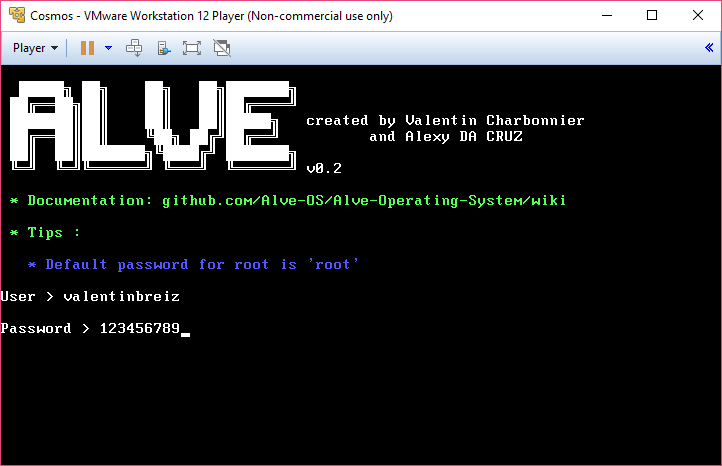 Cosmos - VMware Workstation 12 Player (Non-commercial use only)
Player
ALVE
created by Valentin Charbonnier
and Alexy DA CRUZ
v0.2
* Documentation: github.com/Alve-OS/Alve-Operating-System/wiki
* Tips :
* Default password for root is 'root'
User > valentinbreiz
Password > 123456789_